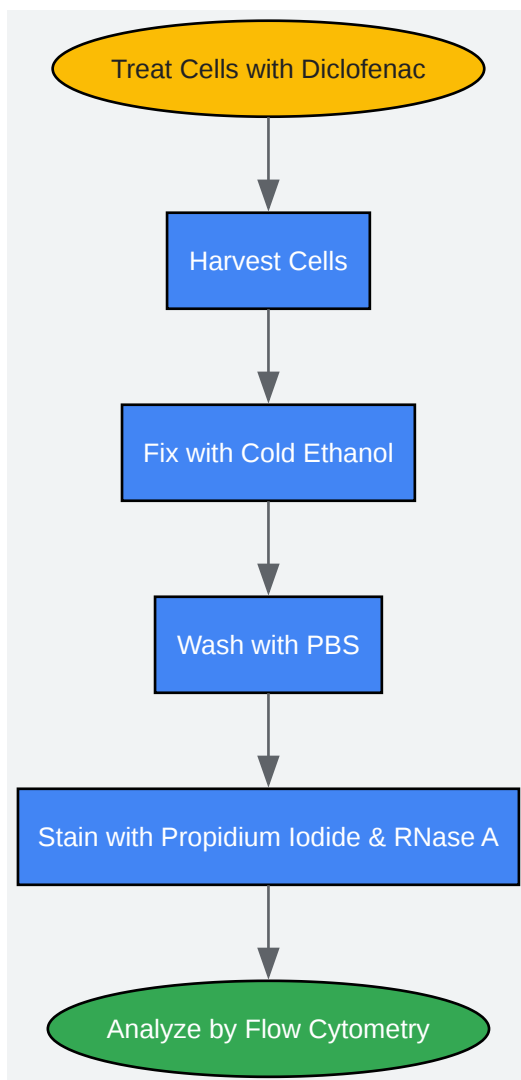 Treat Cells with Diclofenac
Harvest Cells
Fix with Cold Ethanol
Wash with PBS
Stain with Propidium Iodide & RNase A
Analyze by Flow Cytometry